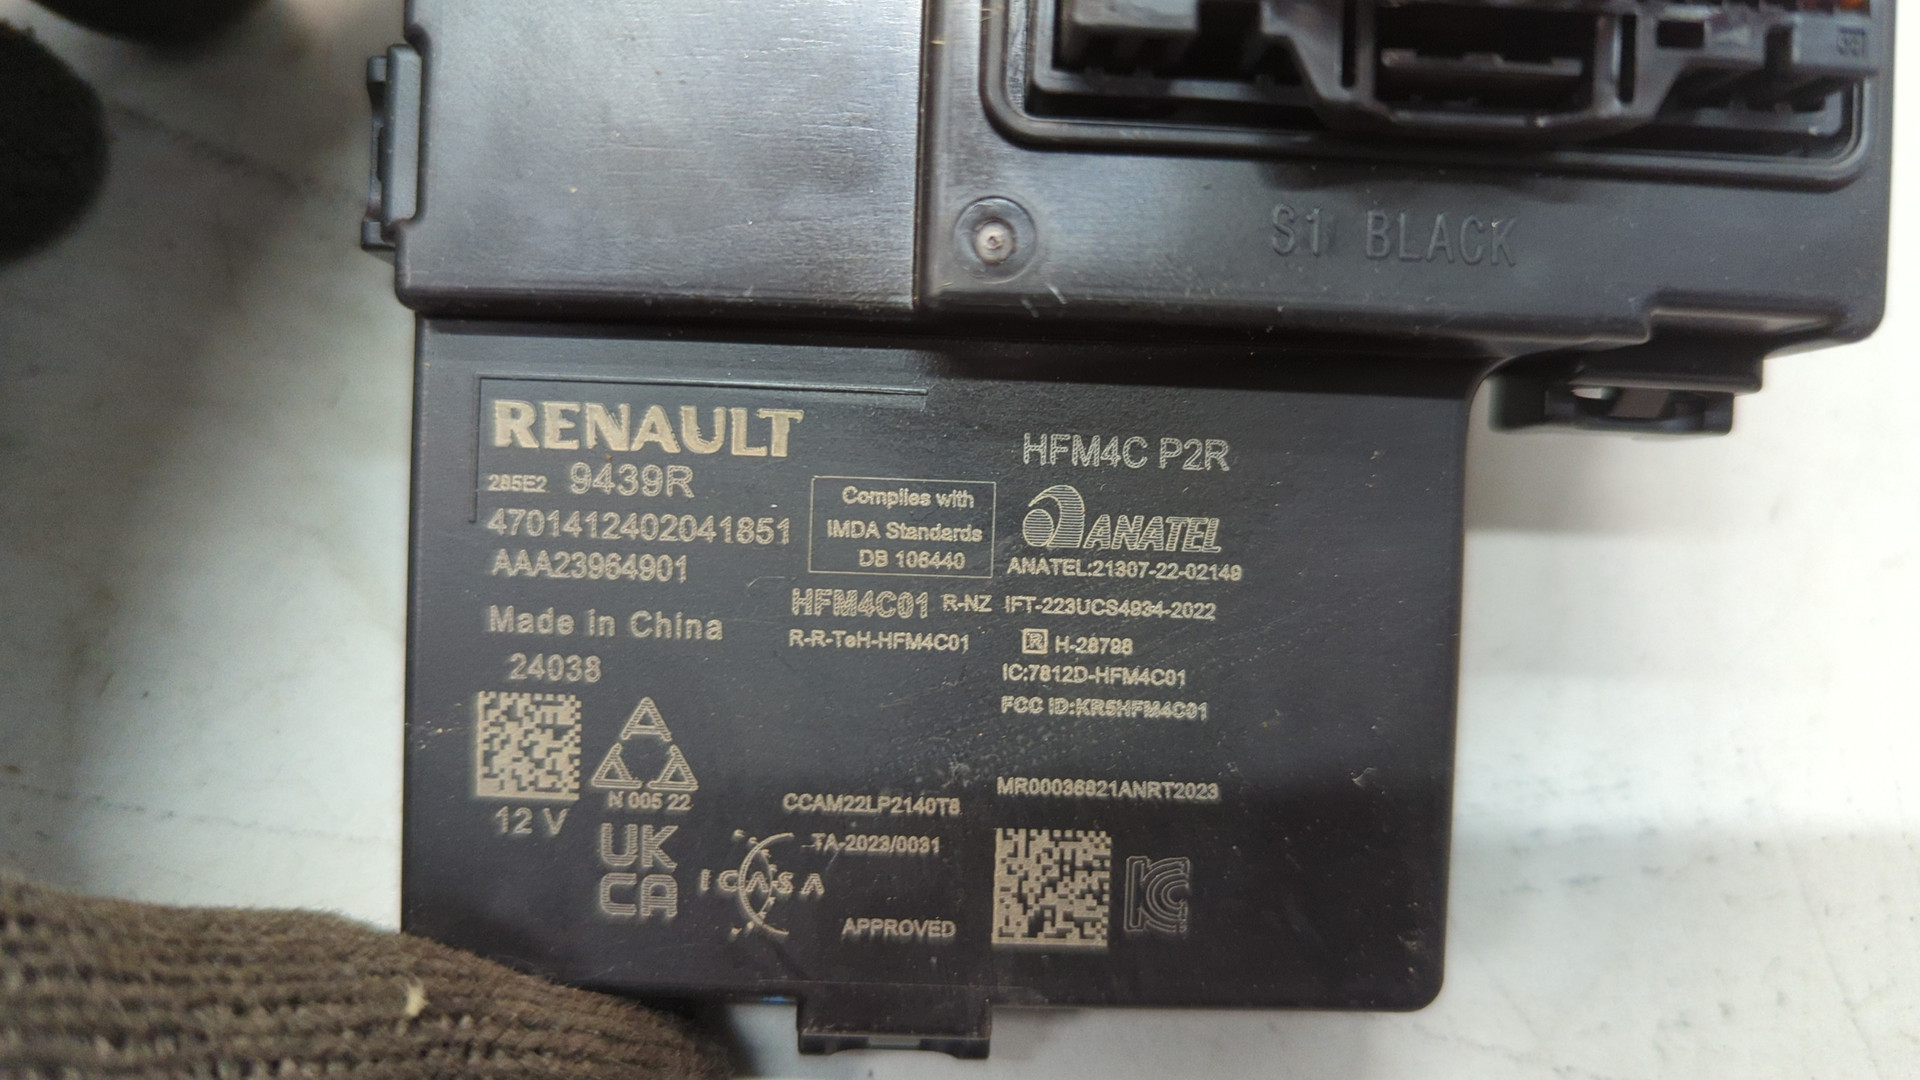 S1 BLACK
RENAULT
285E2 9439R
4701412402041851
AAA23964901
Made in China
24038
12 V
N 005 22
UK
CA
Complies with
IMDA Standards
DB 106440
HFM4C01 R-NZ
R-R-TeH-HFM4C01
CCAM22LP2140T8
TA-2023/0031
ICASA
APPROVED
HFM4C P2R
ANATEL
ANATEL:21307-22-02149
IFT-223UCS4934-2022
R H-28798
IC:7812D-HFM4C01
FCC ID:KR5HFM4C01
MR00036821ANRT2023
KC